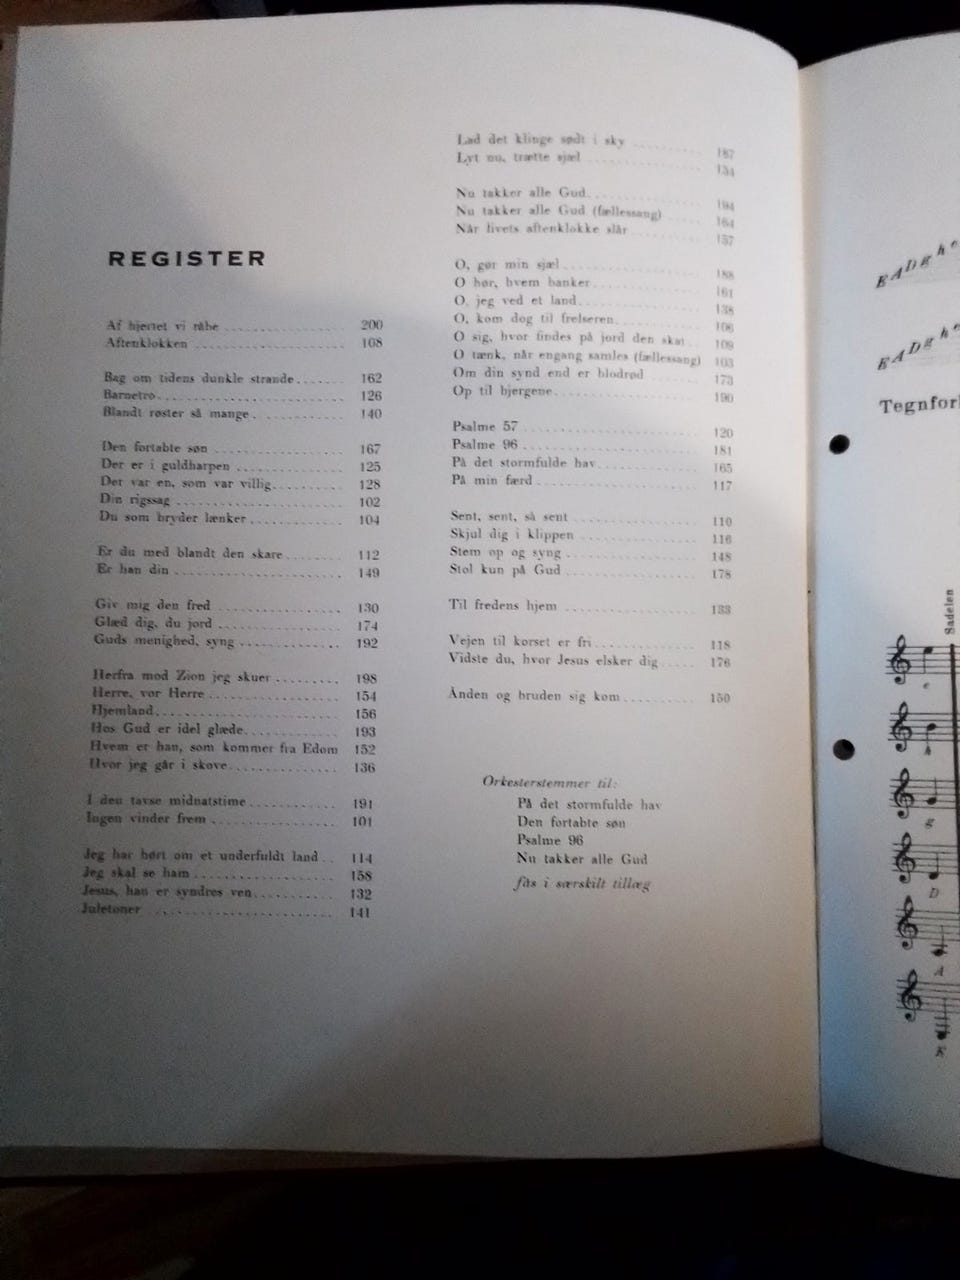 REGISTER
Af hjertet vi råbe 200
Aftenklokken 108
Bag om tidens dunkle strande 162
Barnetro 126
Blandt røster så mange 140
Den fortabte søn 167
Der er i guldharpen 125
Der var en, som var villig 128
Din rigssag 102
Du som bryder lænker 104
Er du med blandt den skare 112
Er han din 149
Giv mig den fred 130
Glæd dig, du jord 174
Guds menighed, syng 192
Herfra mod Zion jeg skuer 198
Herre, vor Herre 154
Hjemland 156
Hos Gud er idel glæde 193
Hvem er han, som kommer fra Edom 152
Hvor jeg går i skove 136
I den tavse midnatstime 191
Ingen vinder frem 101
Jeg har hørt om et underfuldt land 114
Jeg skal se ham 158
Jesus, han er syndres ven 132
Juletoner 141
Lad det klinge sødt i sky 187
Lyt nu, trætte sjæl 134
Nu takker alle Gud 194
Nu takker alle Gud (fællessang) 164
Når livets aftenklokke slår 157
O, gør min sjæl 188
O hør, hvem banker 161
O, jeg ved et land 138
O, kom dog til frelseren 106
O sig, hvor findes på jord den skat 109
O tænk, når engang samles (fællessang) 103
Om din synd end er blodrød 173
Op til bjergene 190
Psalme 57 120
Psalme 96 181
På det stormfulde hav 165
På min færd 117
Sent, sent, så sent 110
Skjul dig i klippen 116
Stem op og syng 148
Stol kun på Gud 178
Til fredens hjem 133
Vejen til korset er fri 118
Vidste du, hvor Jesus elsker dig 176
Ånden og bruden sig kom 150
Orkesterstemmer til:
På det stormfulde hav
Den fortabte søn
Psalme 96
Nu takker alle Gud
fås i særskilt tillæg
E A D g h e
E A D g h e
Sadelen
e
h
g
D
A
E